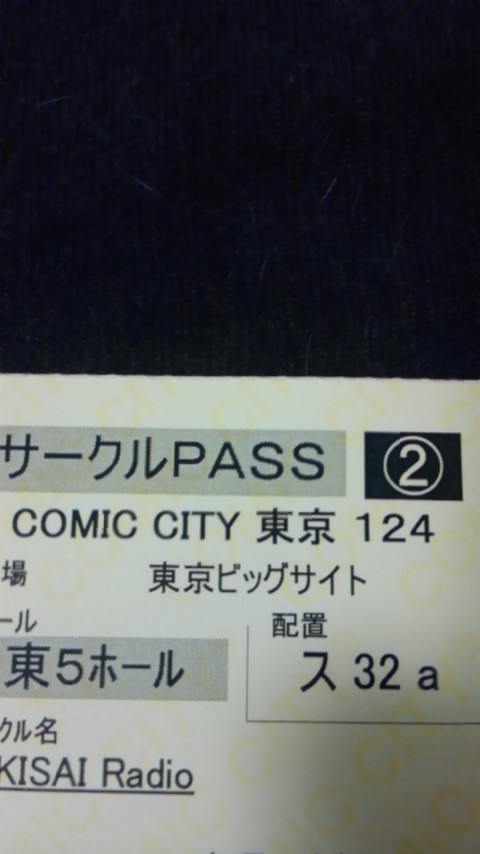 サークルPASS ②
COMIC CITY 東京 124
場 東京ビッグサイト
ール 配置
東5ホール ス 32 a
クル名
KISAI Radio